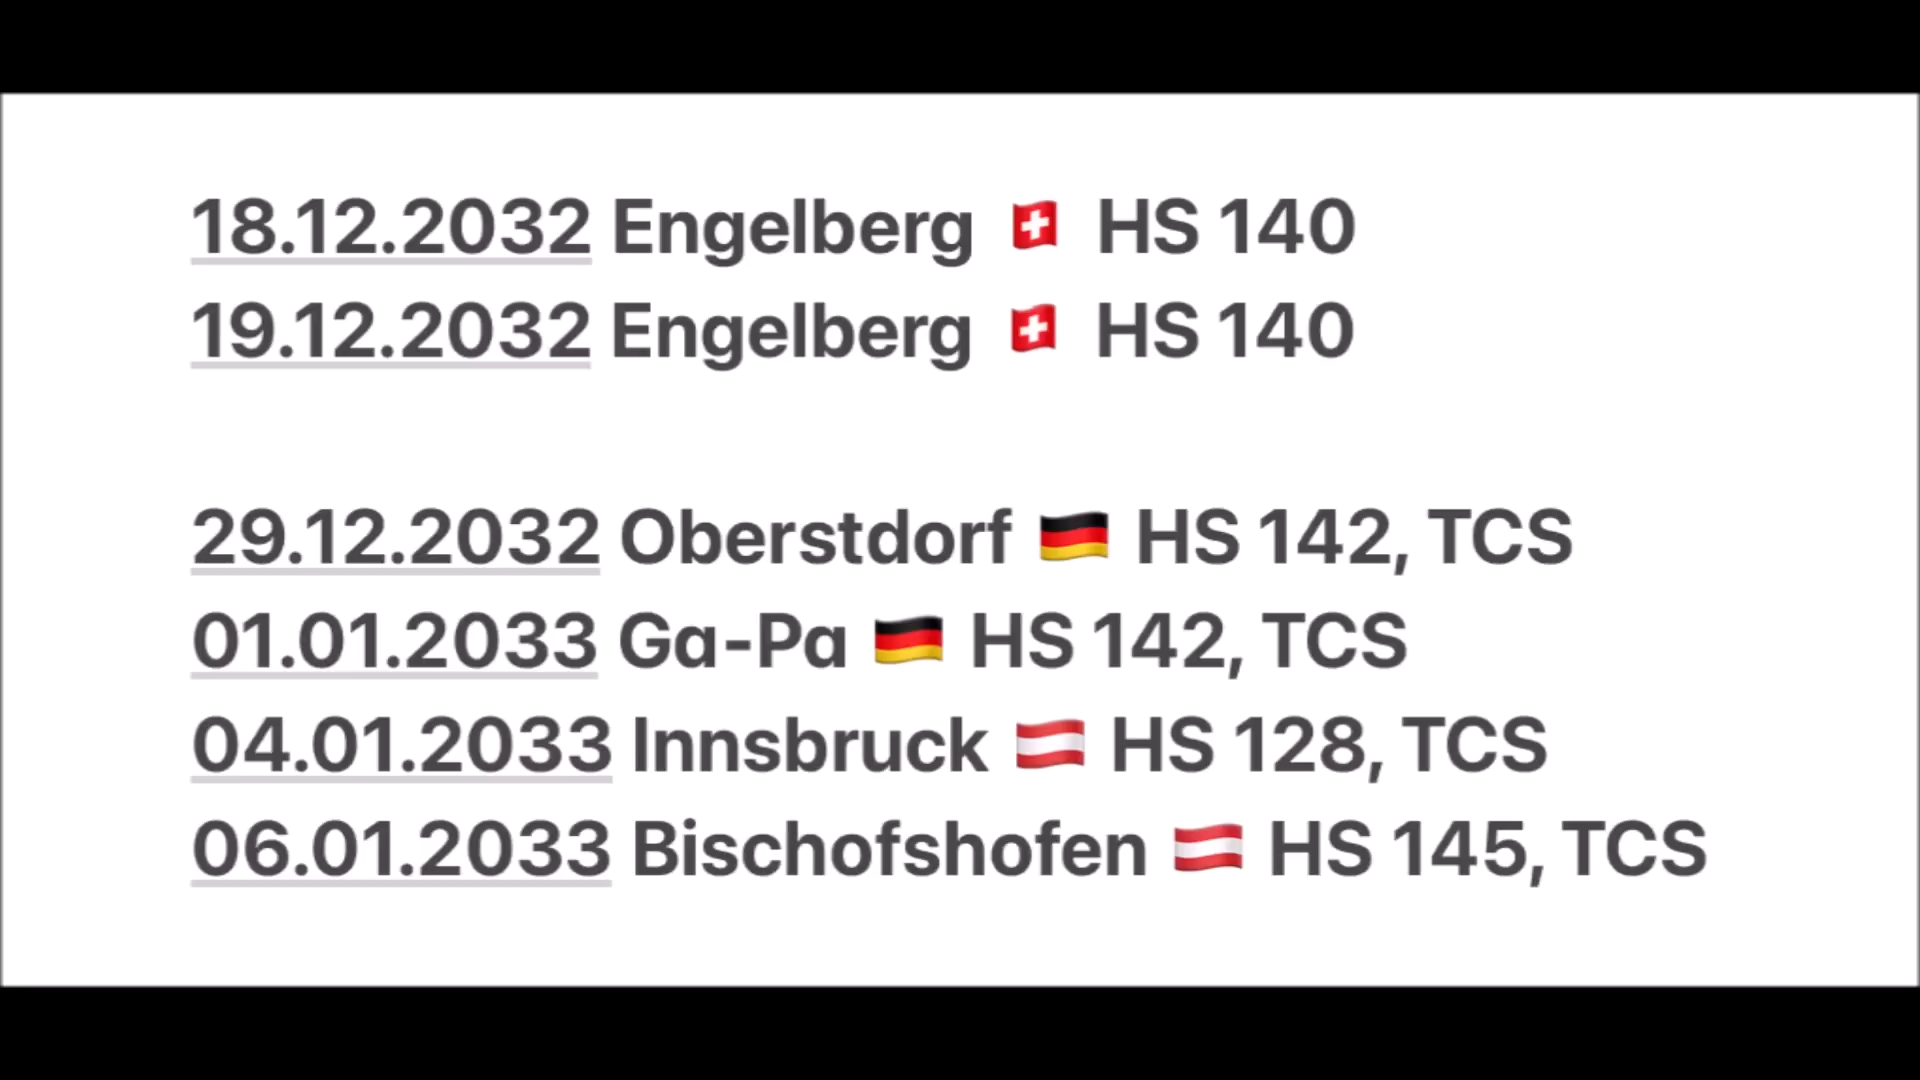 18.12.2032 Engelberg 🇨🇭 HS 140
19.12.2032 Engelberg 🇨🇭 HS 140
29.12.2032 Oberstdorf 🇩🇪 HS 142, TCS
01.01.2033 Ga-Pa 🇩🇪 HS 142, TCS
04.01.2033 Innsbruck 🇦🇹 HS 128, TCS
06.01.2033 Bischofshofen 🇦🇹 HS 145, TCS